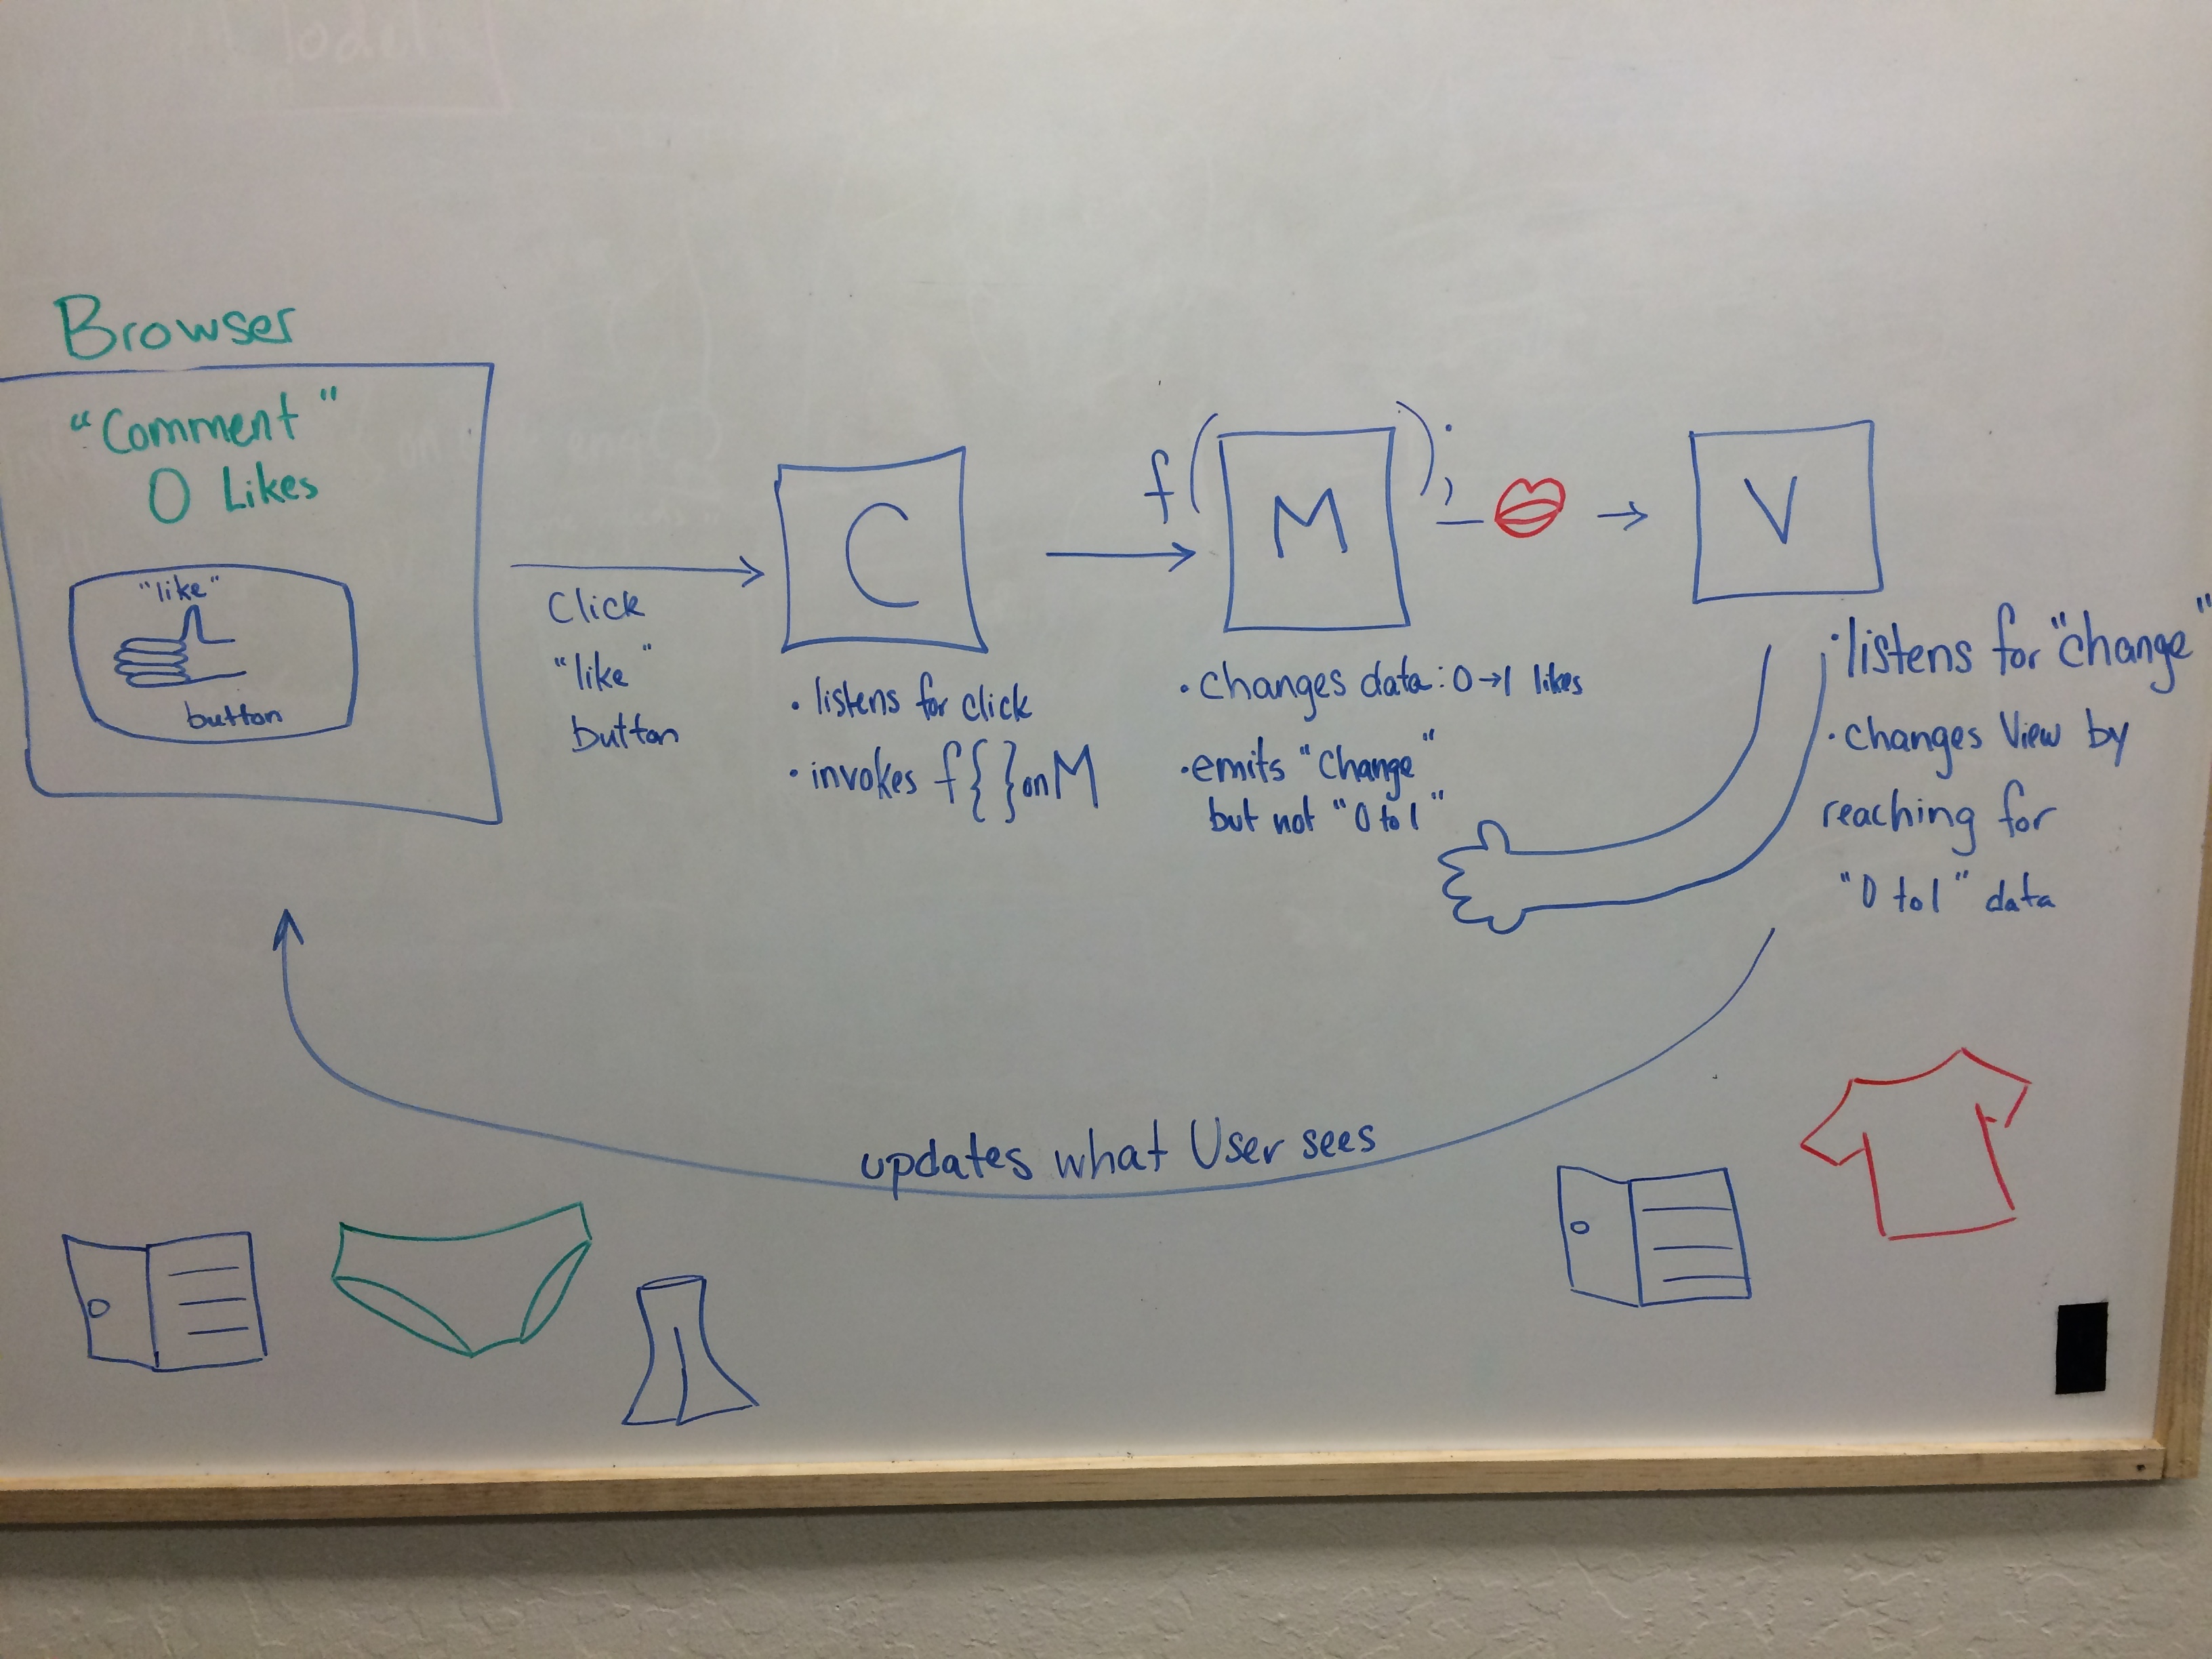 Browser
"Comment"
0 Likes
"like"
button
Click
"like"
button
C
• listens for click
• invokes f{ } on M
f( M );
• changes data: 0→1 likes
• emits "Change"
but not "0 to 1"
V
• listens for "change"
• changes View by
reaching for
"0 to 1" data
updates what User sees